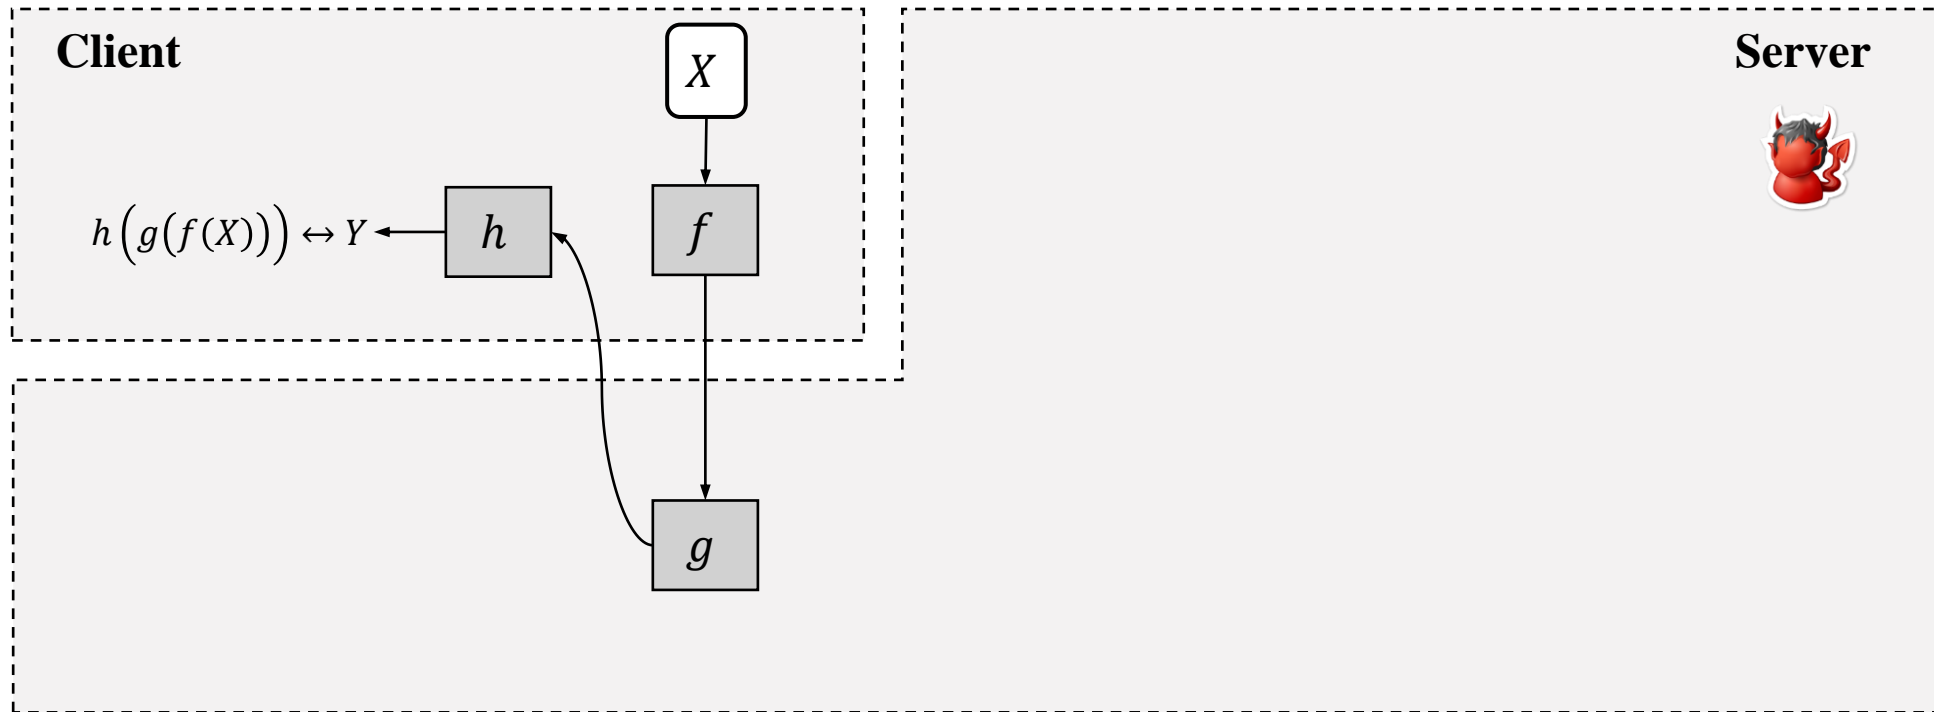 Client
X
Server
h(g(f(X))) ↔ Y
h
f
g